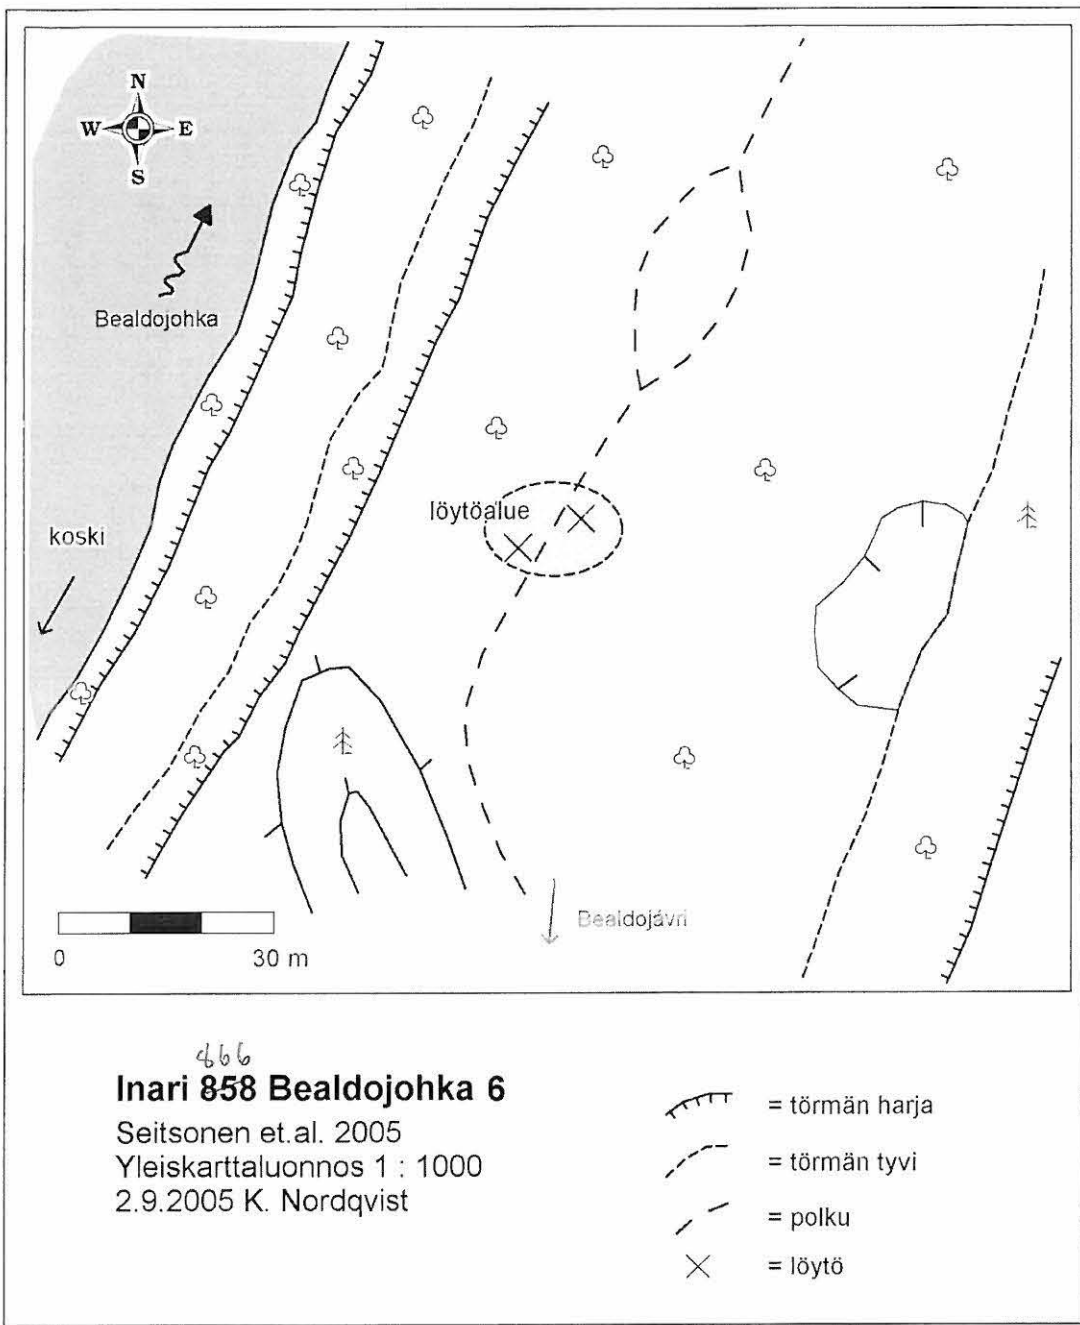 N
W E
S
Bealdojohka
löytöalue
koski
Bealdojávri
0 30 m
866
Inari 858 Bealdojohka 6
Seitsonen et.al. 2005
Yleiskarttaluonnos 1 : 1000
2.9.2005 K. Nordqvist
= törmän harja
= törmän tyvi
= polku
= löytö